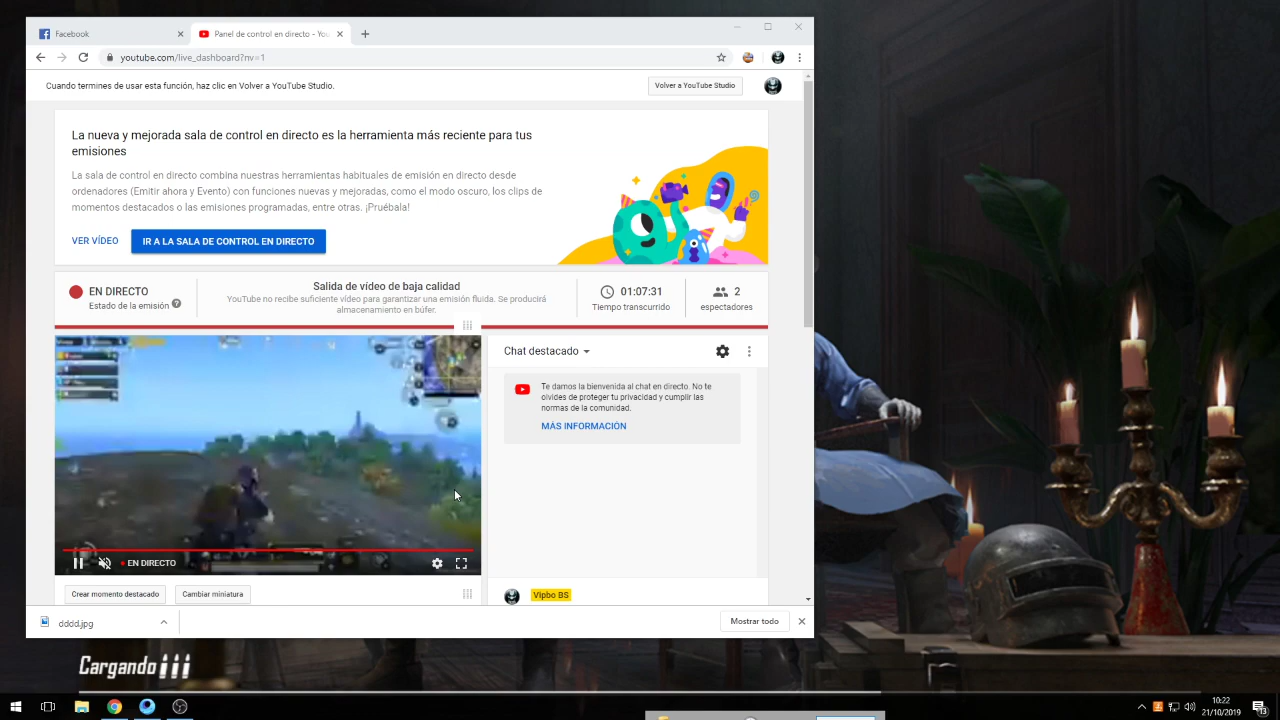 Facebook
Panel de control en directo - You
youtube.com/live_dashboard?nv=1
Cuando termines de usar esta función, haz clic en Volver a YouTube Studio.
Volver a YouTube Studio
La nueva y mejorada sala de control en directo es la herramienta más reciente para tus
emisiones
La sala de control en directo combina nuestras herramientas habituales de emisión en directo desde
ordenadores (Emitir ahora y Evento) con funciones nuevas y mejoradas, como el modo oscuro, los clips de
momentos destacados o las emisiones programadas, entre otras. ¡Pruébala!
VER VÍDEO
IR A LA SALA DE CONTROL EN DIRECTO
EN DIRECTO
Estado de la emisión
Salida de vídeo de baja calidad
YouTube no recibe suficiente vídeo para garantizar una emisión fluida. Se producirá
almacenamiento en búfer.
01:07:31
Tiempo transcurrido
2
espectadores
Chat destacado
Te damos la bienvenida al chat en directo. No te
olvides de proteger tu privacidad y cumplir las
normas de la comunidad.
MÁS INFORMACIÓN
EN DIRECTO
Crear momento destacado
Cambiar miniatura
Vipbo BS
dddd.jpg
Mostrar todo
Cargando
10:22
21/10/2019